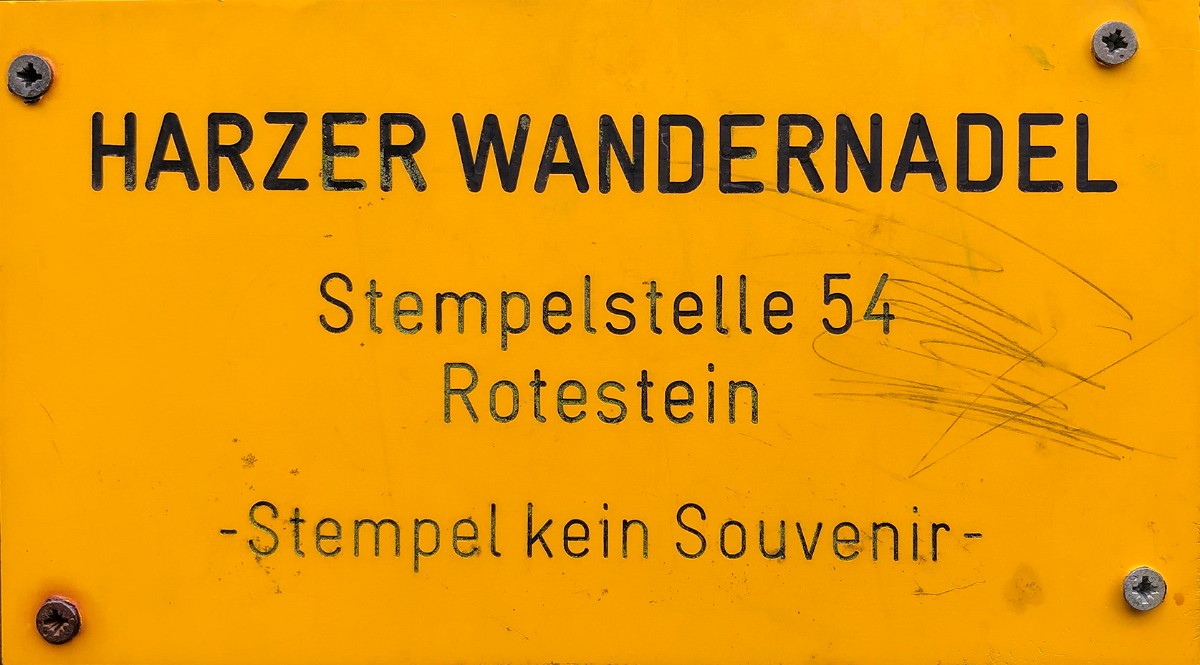 HARZER WANDERNADEL
Stempelstelle 54
Rotestein
-Stempel kein Souvenir-